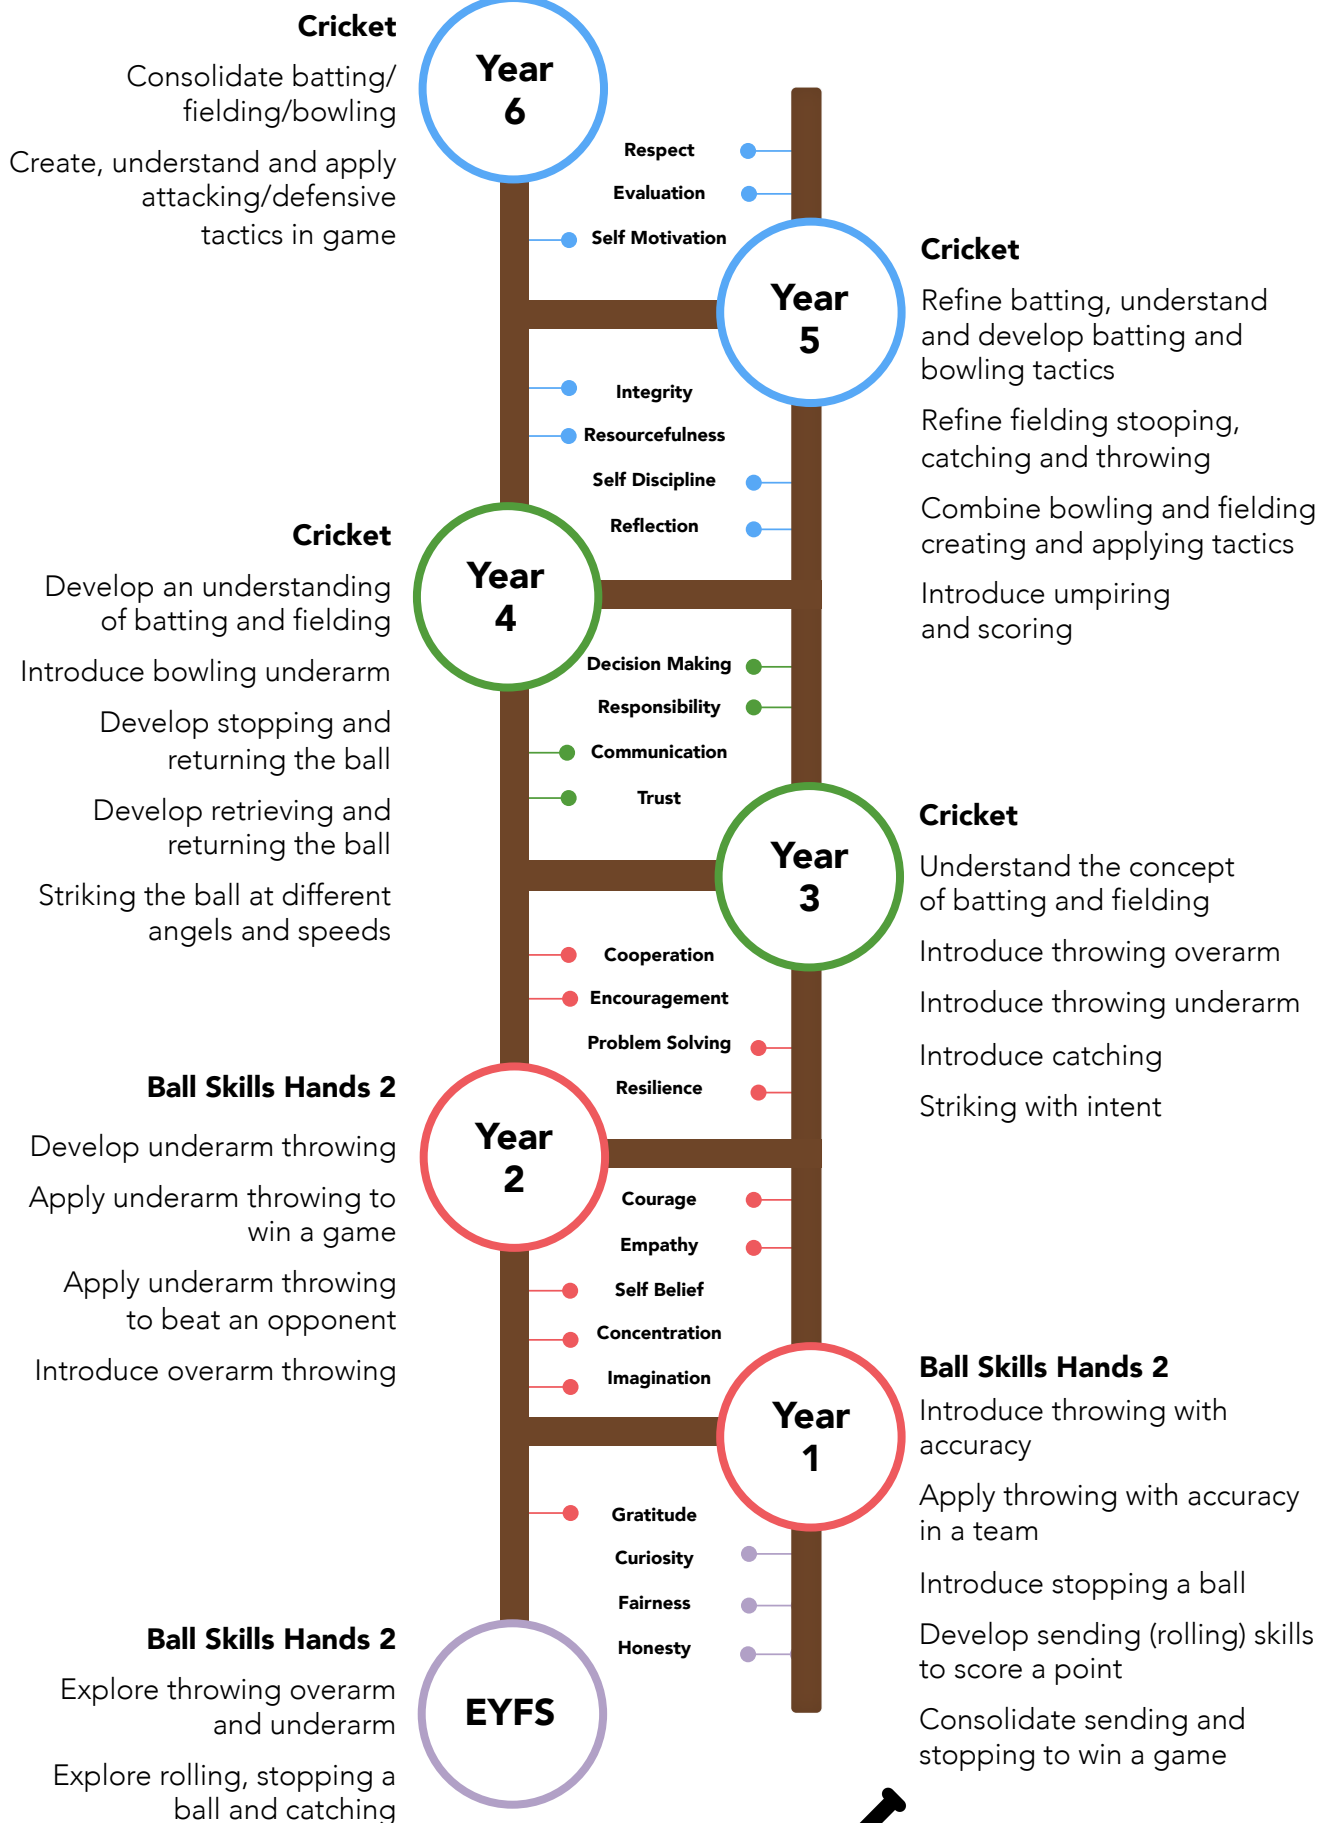 Cricket
Consolidate batting/
fielding/bowling
Create, understand and apply
attacking/defensive
tactics in game
Year
6
Respect
Evaluation
Self Motivation
Year
5
Cricket
Refine batting, understand
and develop batting and
bowling tactics
Refine fielding stooping,
catching and throwing
Combine bowling and fielding
creating and applying tactics
Introduce umpiring
and scoring
Integrity
Resourcefulness
Self Discipline
Reflection
Cricket
Develop an understanding
of batting and fielding
Introduce bowling underarm
Develop stopping and
returning the ball
Develop retrieving and
returning the ball
Striking the ball at different
angels and speeds
Year
4
Decision Making
Responsibility
Communication
Trust
Year
3
Cricket
Understand the concept
of batting and fielding
Introduce throwing overarm
Introduce throwing underarm
Introduce catching
Striking with intent
Cooperation
Encouragement
Problem Solving
Resilience
Ball Skills Hands 2
Develop underarm throwing
Apply underarm throwing to
win a game
Apply underarm throwing
to beat an opponent
Introduce overarm throwing
Year
2
Courage
Empathy
Self Belief
Concentration
Imagination
Year
1
Ball Skills Hands 2
Introduce throwing with
accuracy
Apply throwing with accuracy
in a team
Introduce stopping a ball
Develop sending (rolling) skills
to score a point
Consolidate sending and
stopping to win a game
Gratitude
Curiosity
Fairness
Honesty
Ball Skills Hands 2
Explore throwing overarm
and underarm
Explore rolling, stopping a
ball and catching
EYFS